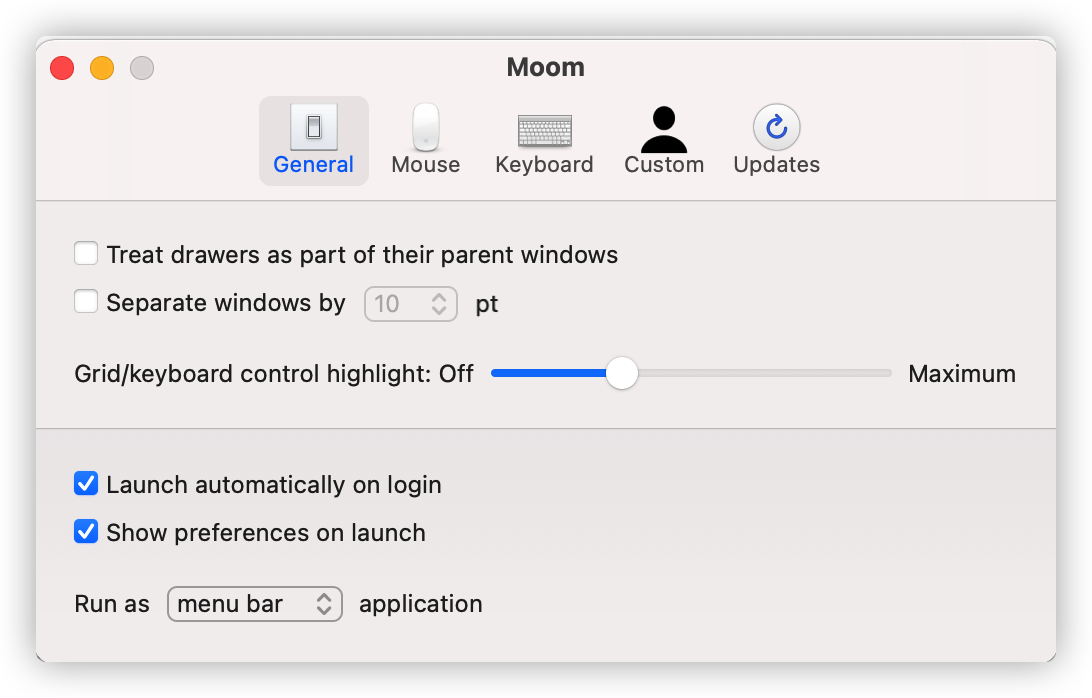 Moom
General Mouse Keyboard Custom Updates
Treat drawers as part of their parent windows
Separate windows by 10 pt
Grid/keyboard control highlight: Off Maximum
Launch automatically on login
Show preferences on launch
Run as menu bar application